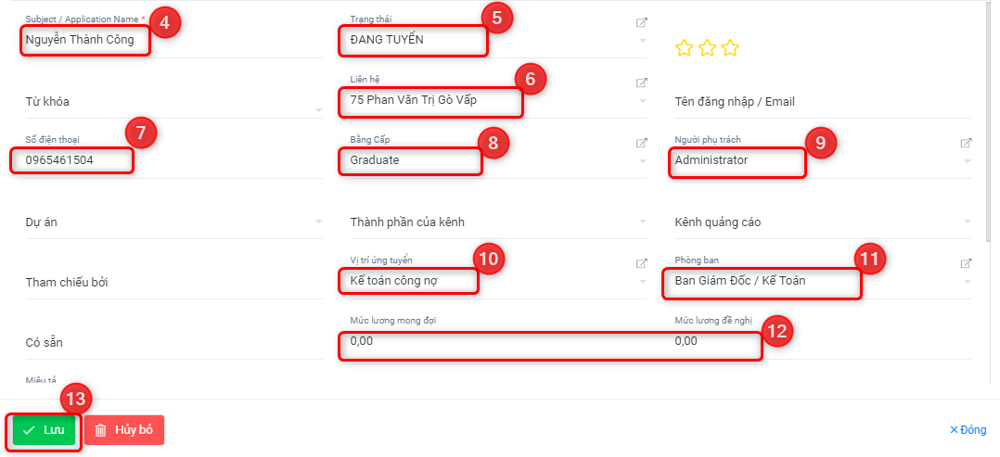 Subject / Application Name * 4
Nguyễn Thành Công
Trạng thái 5
ĐANG TUYỂN
Từ khóa
Liên hệ 6
75 Phan Văn Trị Gò Vấp
Tên đăng nhập / Email
Số điện thoại 7
0965461504
Bằng Cấp 8
Graduate
Người phụ trách 9
Administrator
Dự án
Thành phần của kênh
Kênh quảng cáo
Tham chiếu bởi
Vị trí ứng tuyển 10
Kế toán công nợ
Phòng ban 11
Ban Giám Đốc / Kế Toán
Có sẵn
Mức lương mong đợi
0,00
Mức lương đề nghị 12
0,00
Miêu tả
13
Lưu
Hủy bỏ
Đóng